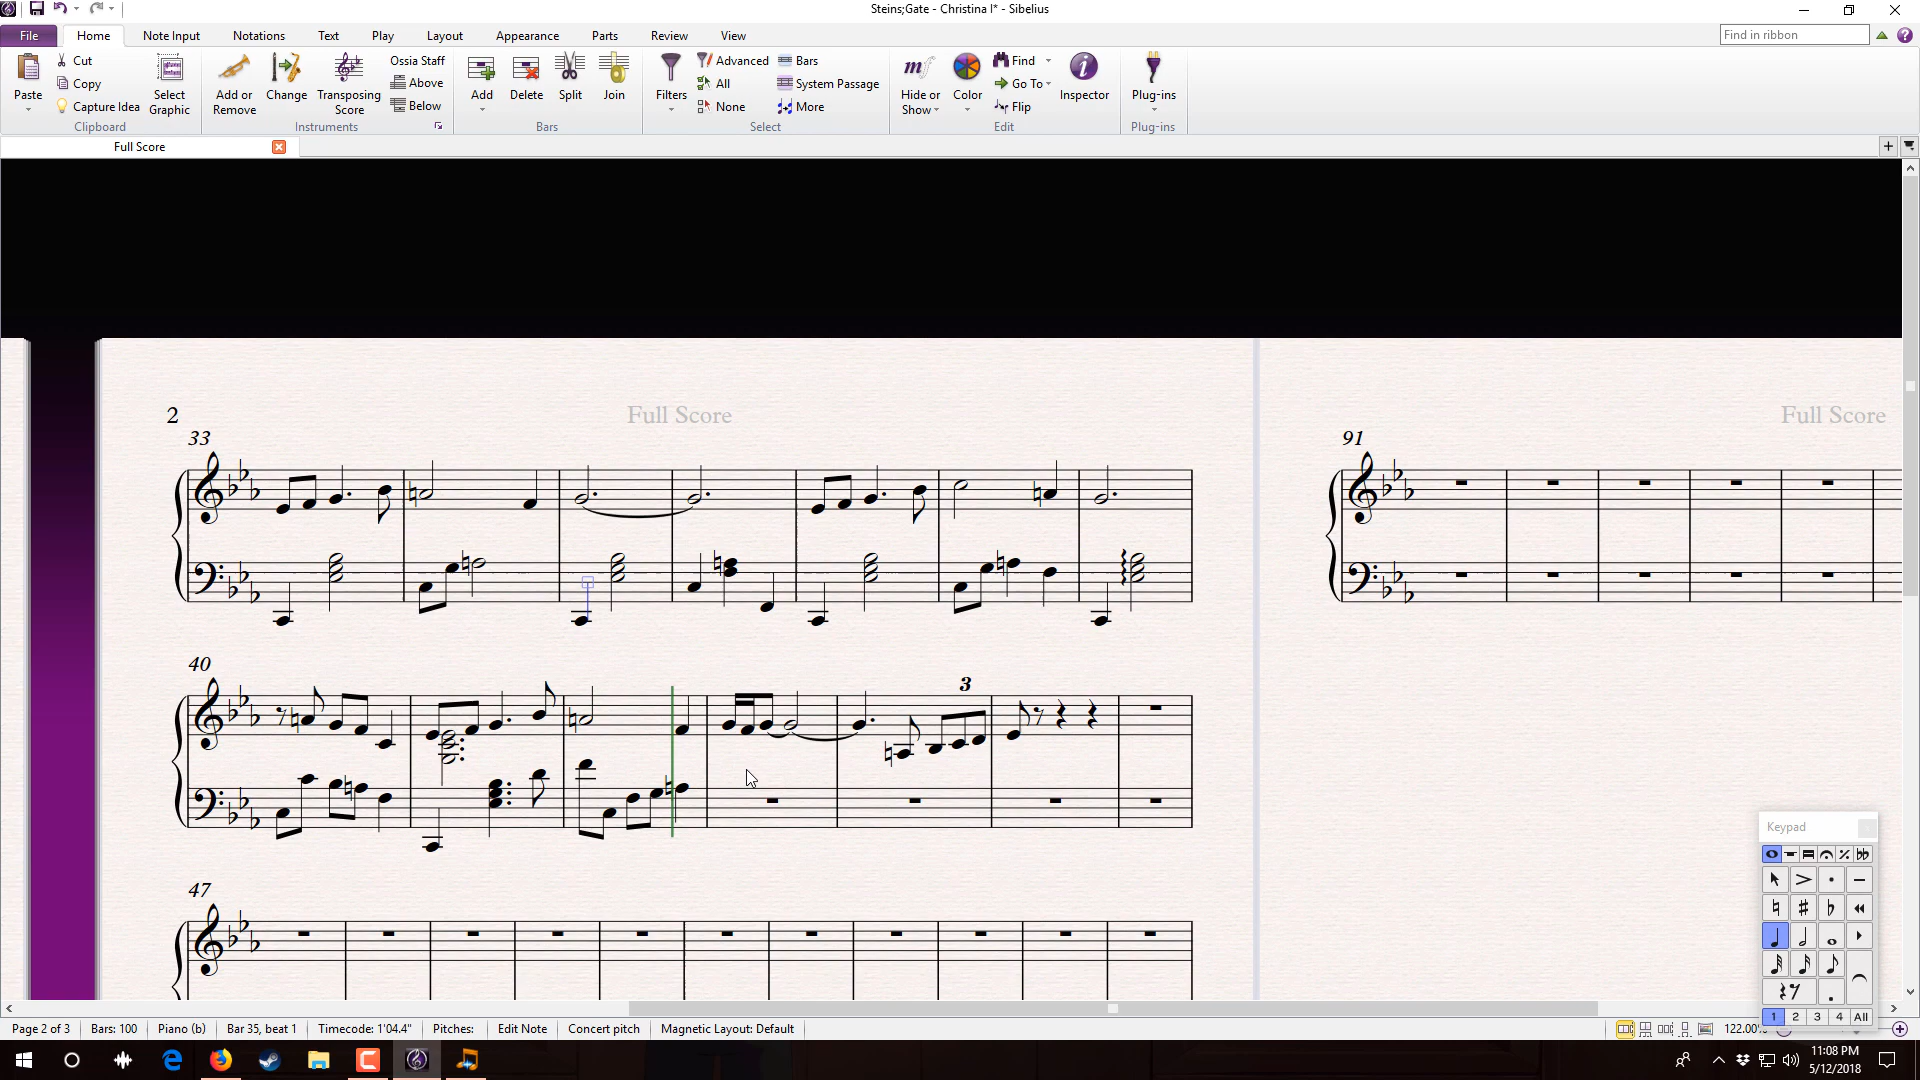 Steins;Gate - Christina I* - Sibelius
File Home Note Input Notations Text Play Layout Appearance Parts Review View Find in ribbon
Paste Cut Copy Capture Idea Select Graphic Clipboard
Add or Remove Change Transposing Score Ossia Staff Above Below Instruments
Add Delete Split Join Bars
Filters Advanced All None Bars System Passage More Select
Hide or Show Color Find Go To Flip Inspector Edit
Plug-ins Plug-ins
Full Score
2 Full Score Full Score
33 91
40
3
47
Keypad
1 2 3 4 All
Page 2 of 3 Bars: 100 Piano (b) Bar 35, beat 1 Timecode: 1'04.4" Pitches: Edit Note Concert pitch Magnetic Layout: Default 122.00%
11:08 PM
5/12/2018